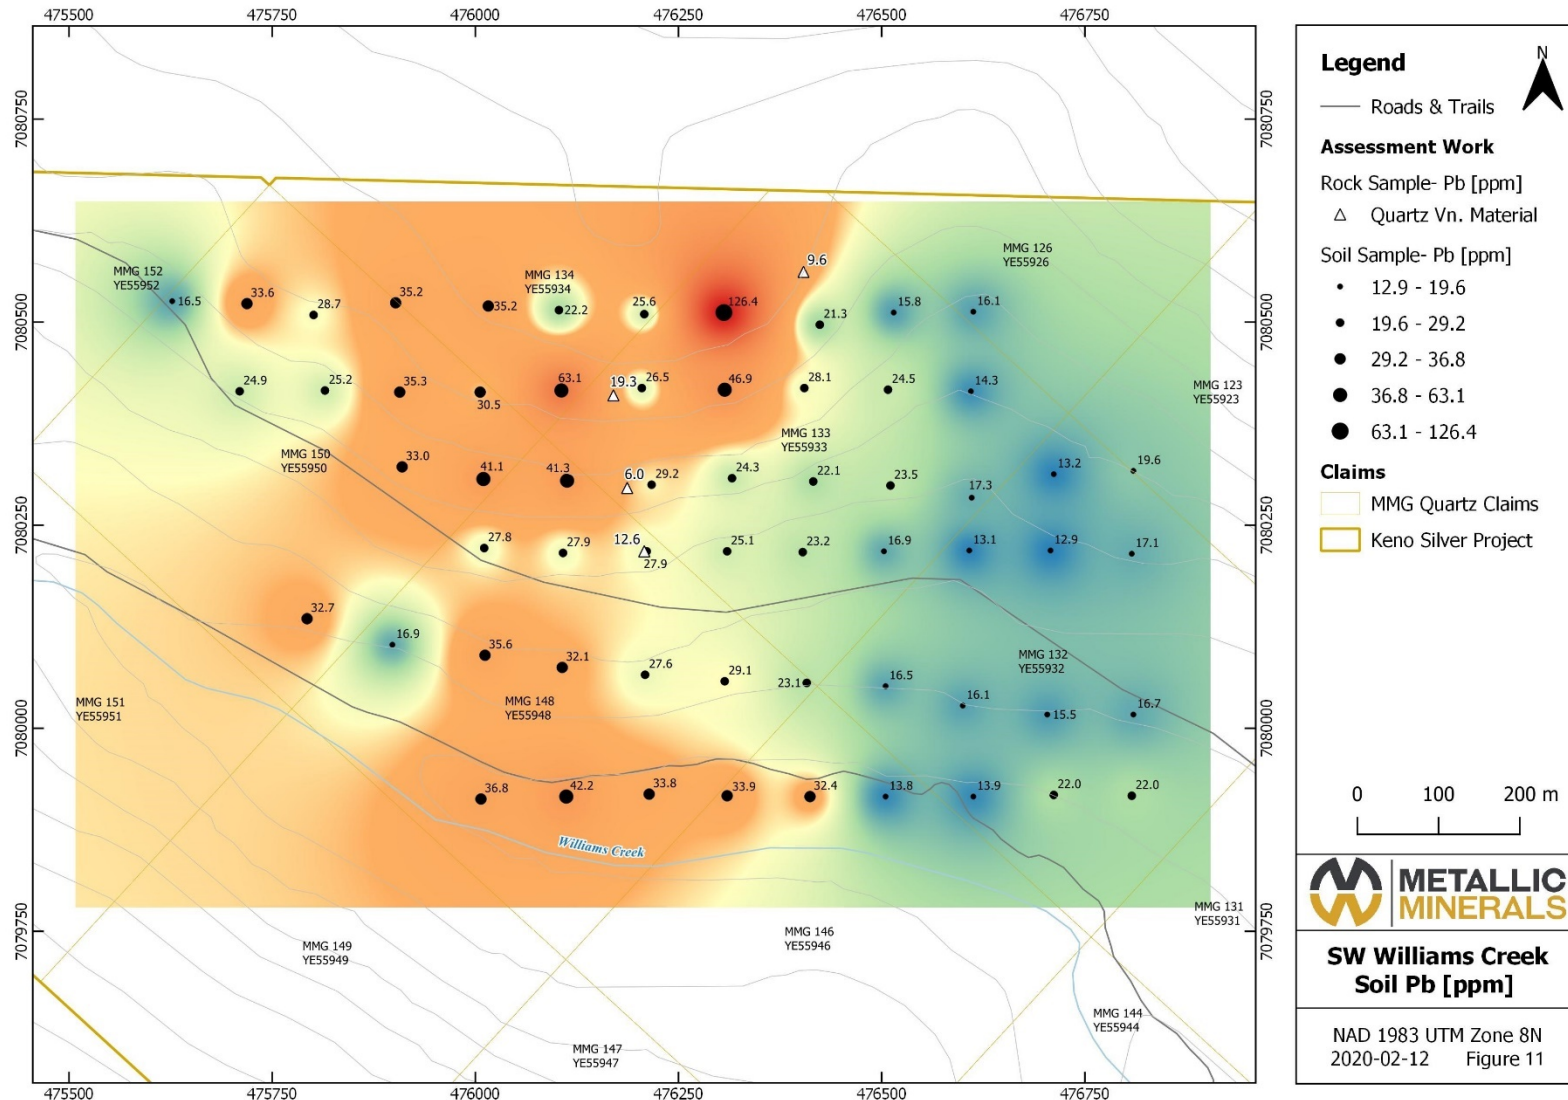 475500 475750 476000 476250 476500 476750
7080750 7080750
7080500 7080500
7080250 7080250
7080000 7080000
7079750 7079750
475500 475750 476000 476250 476500 476750
9.6
MMG 126
YE55926
MMG 152
YE55952
MMG 134
YE55934
16.5 33.6 28.7 35.2 35.2 22.2 25.6 126.4 21.3 15.8 16.1
24.9 25.2 35.3 30.5 63.1 19.3 26.5 46.9 28.1 24.5 14.3
MMG 123
YE55923
MMG 133
YE55933
MMG 150
YE55950
33.0 41.1 41.3 6.0 29.2 24.3 22.1 23.5 17.3 13.2 19.6
27.8 27.9 12.6 27.9 25.1 23.2 16.9 13.1 12.9 17.1
32.7 16.9 35.6 32.1 27.6 29.1 23.1 16.5 16.1 15.5 16.7
MMG 132
YE55932
MMG 151
YE55951
MMG 148
YE55948
36.8 42.2 33.8 33.9 32.4 13.8 13.9 22.0 22.0
Williams Creek
MMG 131
YE55931
MMG 149
YE55949
MMG 146
YE55946
MMG 144
YE55944
MMG 147
YE55947
Legend
N
Roads & Trails
Assessment Work
Rock Sample- Pb [ppm]
Quartz Vn. Material
Soil Sample- Pb [ppm]
12.9 - 19.6
19.6 - 29.2
29.2 - 36.8
36.8 - 63.1
63.1 - 126.4
Claims
MMG Quartz Claims
Keno Silver Project
0 100 200 m
METALLIC
MINERALS
SW Williams Creek
Soil Pb [ppm]
NAD 1983 UTM Zone 8N
2020-02-12 Figure 11